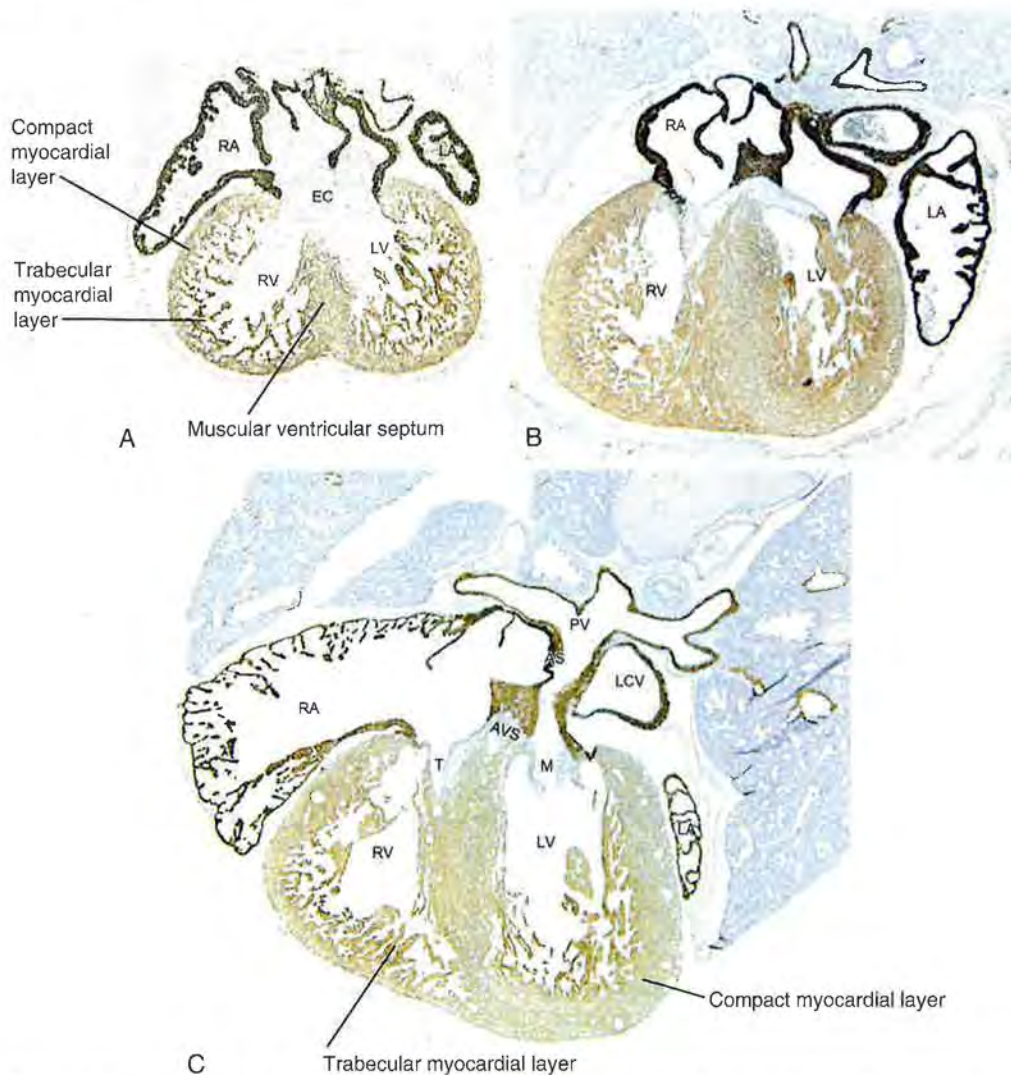 Compact
myocardial
layer
Trabecular
myocardial
layer
RA
LA
EC
LV
RV
A
Muscular ventricular septum
RA
LA
RV
LV
B
PV
AS
LCV
RA
AVS
T
M
LA
RV
LV
Compact myocardial layer
Trabecular myocardial layer
C